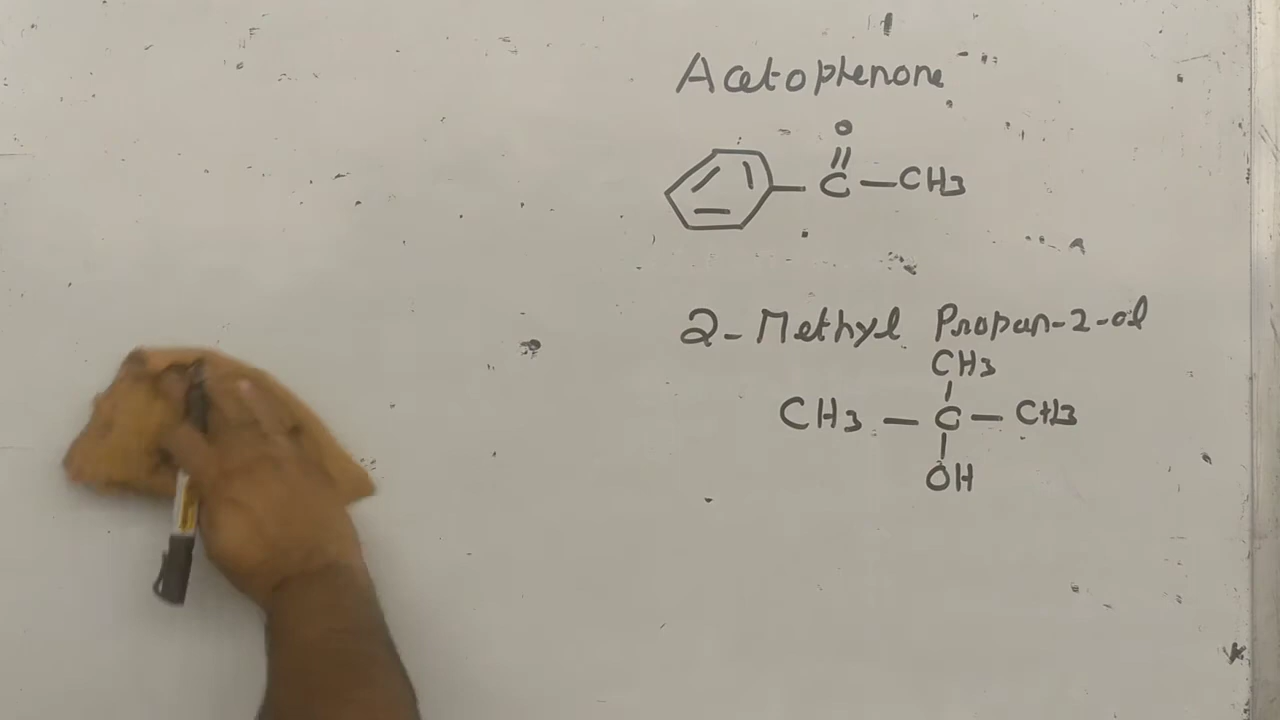 Acetophenone
O
C — CH3
2-Methyl Propan-2-ol
CH3
CH3 — C — CH3
OH